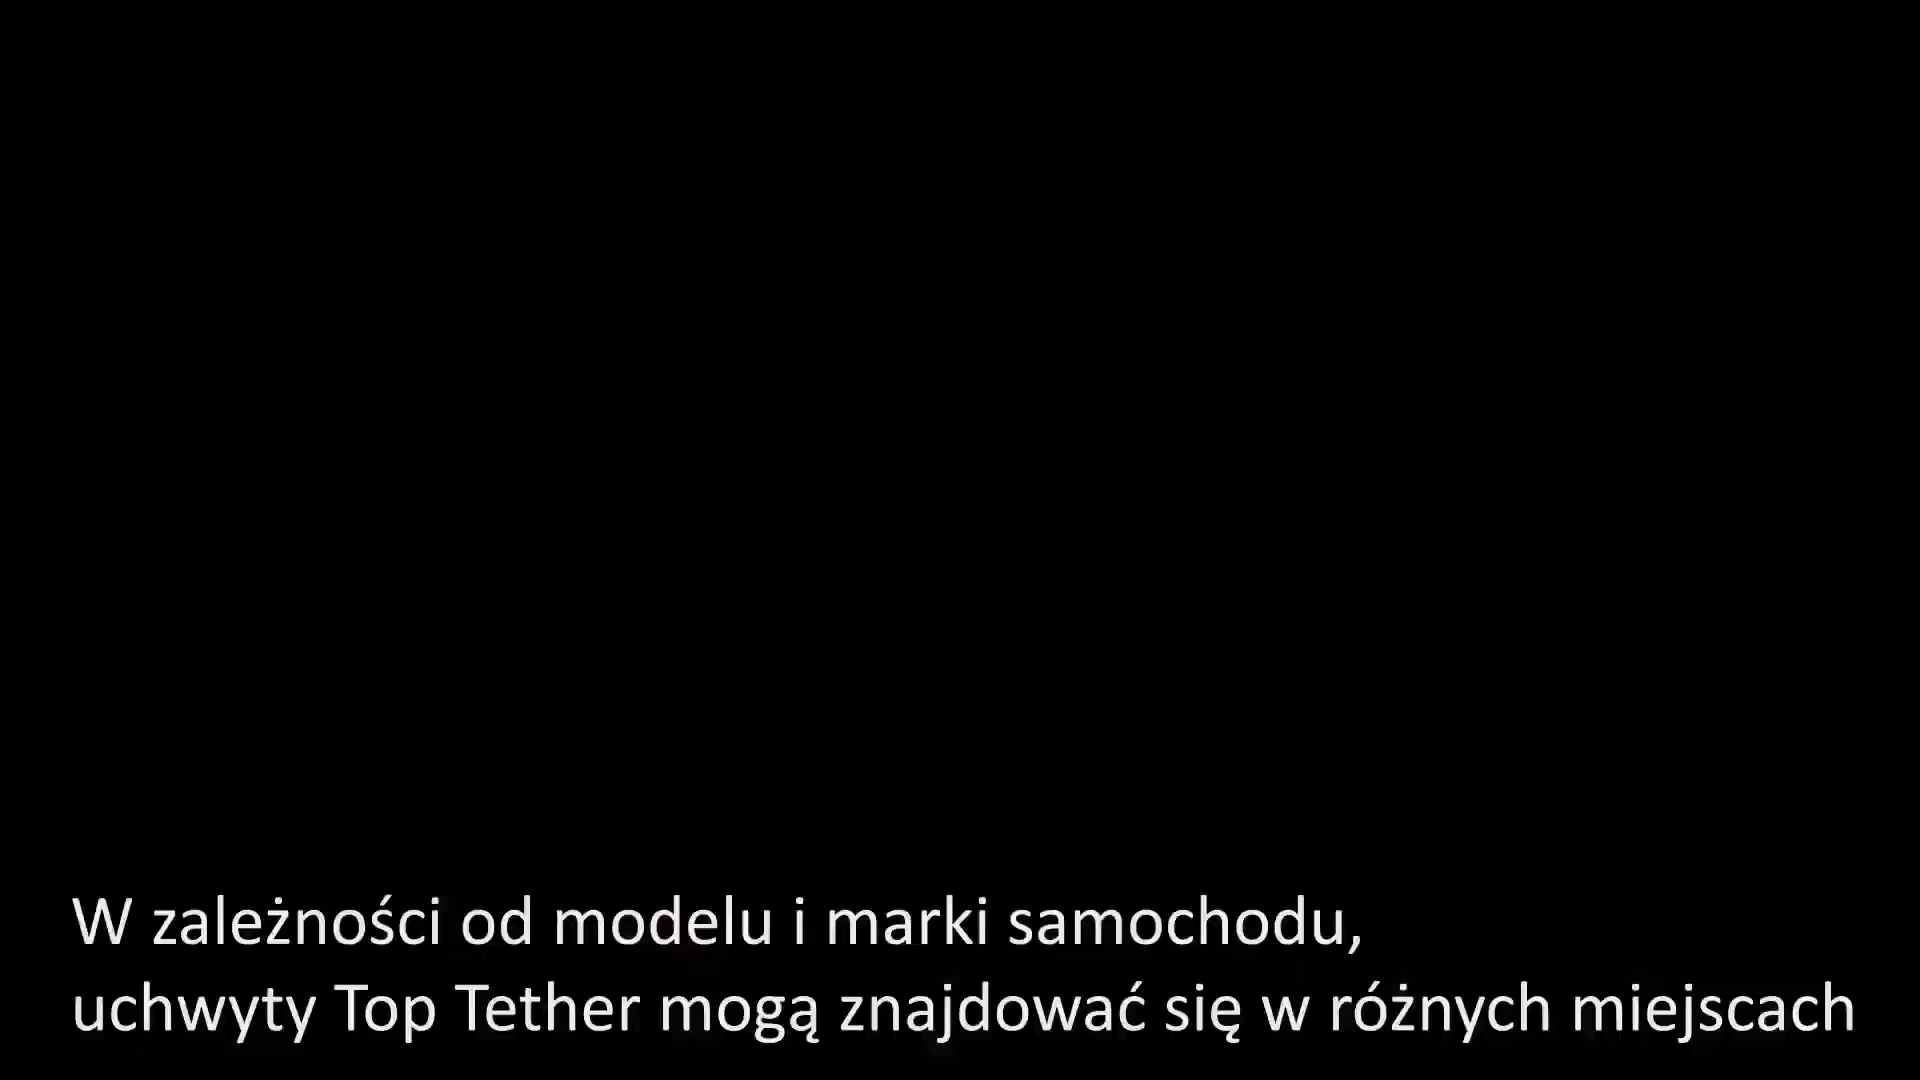 W zależności od modelu i marki samochodu,
uchwyty Top Tether mogą znajdować się w różnych miejscach